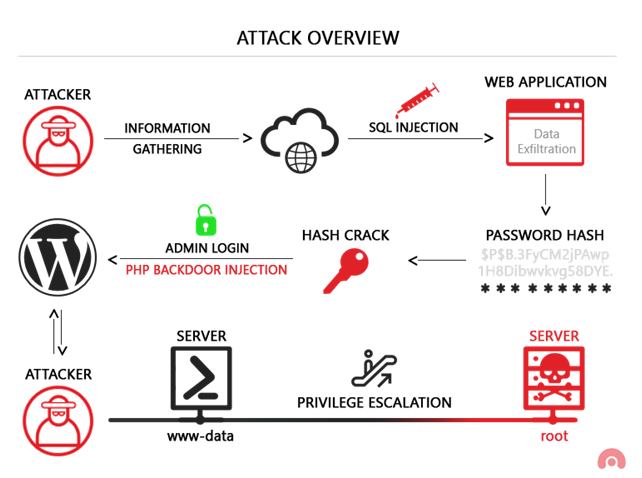 ATTACK OVERVIEW
ATTACKER
INFORMATION
GATHERING
SQL INJECTION
WEB APPLICATION
Data
Exfiltration
PASSWORD HASH
$P$B.3FyCM2jPAwp
1H8Dibwvkvg58DYE.
* * * * * * * * *
HASH CRACK
ADMIN LOGIN
PHP BACKDOOR INJECTION
W
ATTACKER
SERVER
www-data
PRIVILEGE ESCALATION
SERVER
root